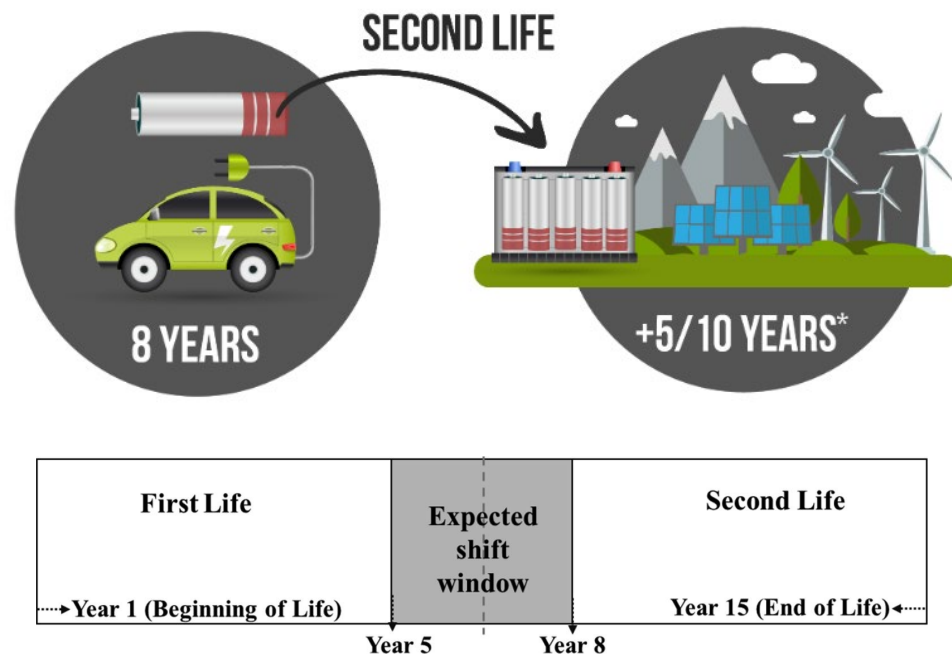 SECOND LIFE
8 YEARS
+5/10 YEARS*
First Life
Expected
shift
window
Second Life
Year 1 (Beginning of Life)
Year 15 (End of Life)
Year 5
Year 8